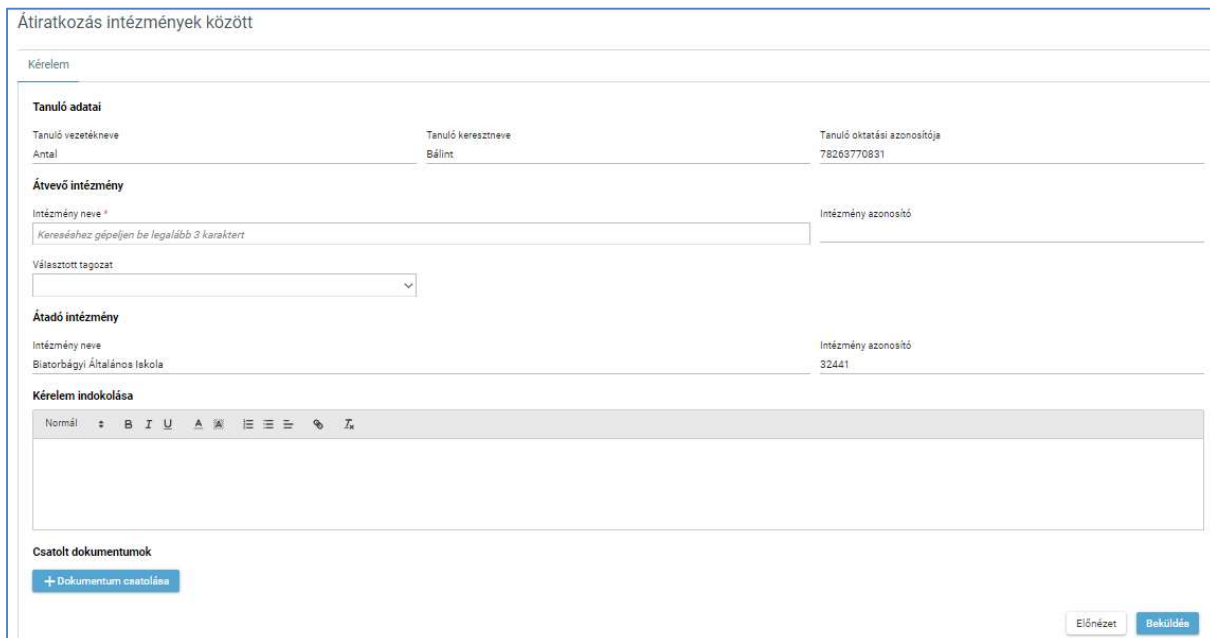 Átiratkozás intézmények között
Kérelem
Tanuló adatai
Tanuló vezetékneve Tanuló keresztneve Tanuló oktatási azonosítója
Antal Bálint 78263770831
Átvevő intézmény
Intézmény neve * Intézmény azonosító
Kereséshez gépeljen be legalább 3 karaktert
Választott tagozat
Átadó intézmény
Intézmény neve Intézmény azonosító
Biatorbágyi Általános Iskola 32441
Kérelem indokolása
Normál B I U A A
Csatolt dokumentumok
+ Dokumentum csatolása
Előnézet Beküldés